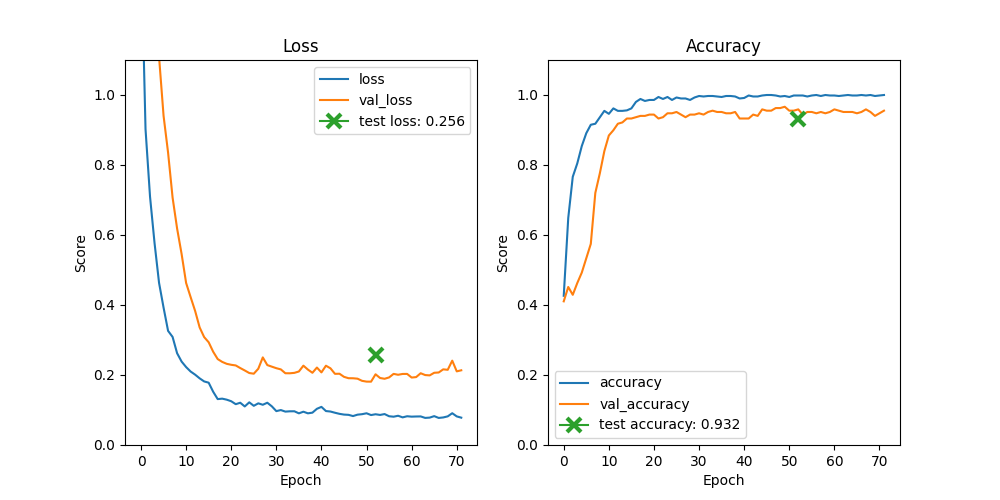 Loss
Score
1.0
0.8
0.6
0.4
0.2
0.0
0 10 20 30 40 50 60 70
Epoch
loss
val_loss
test loss: 0.256
Accuracy
Score
1.0
0.8
0.6
0.4
0.2
0.0
0 10 20 30 40 50 60 70
Epoch
accuracy
val_accuracy
test accuracy: 0.932